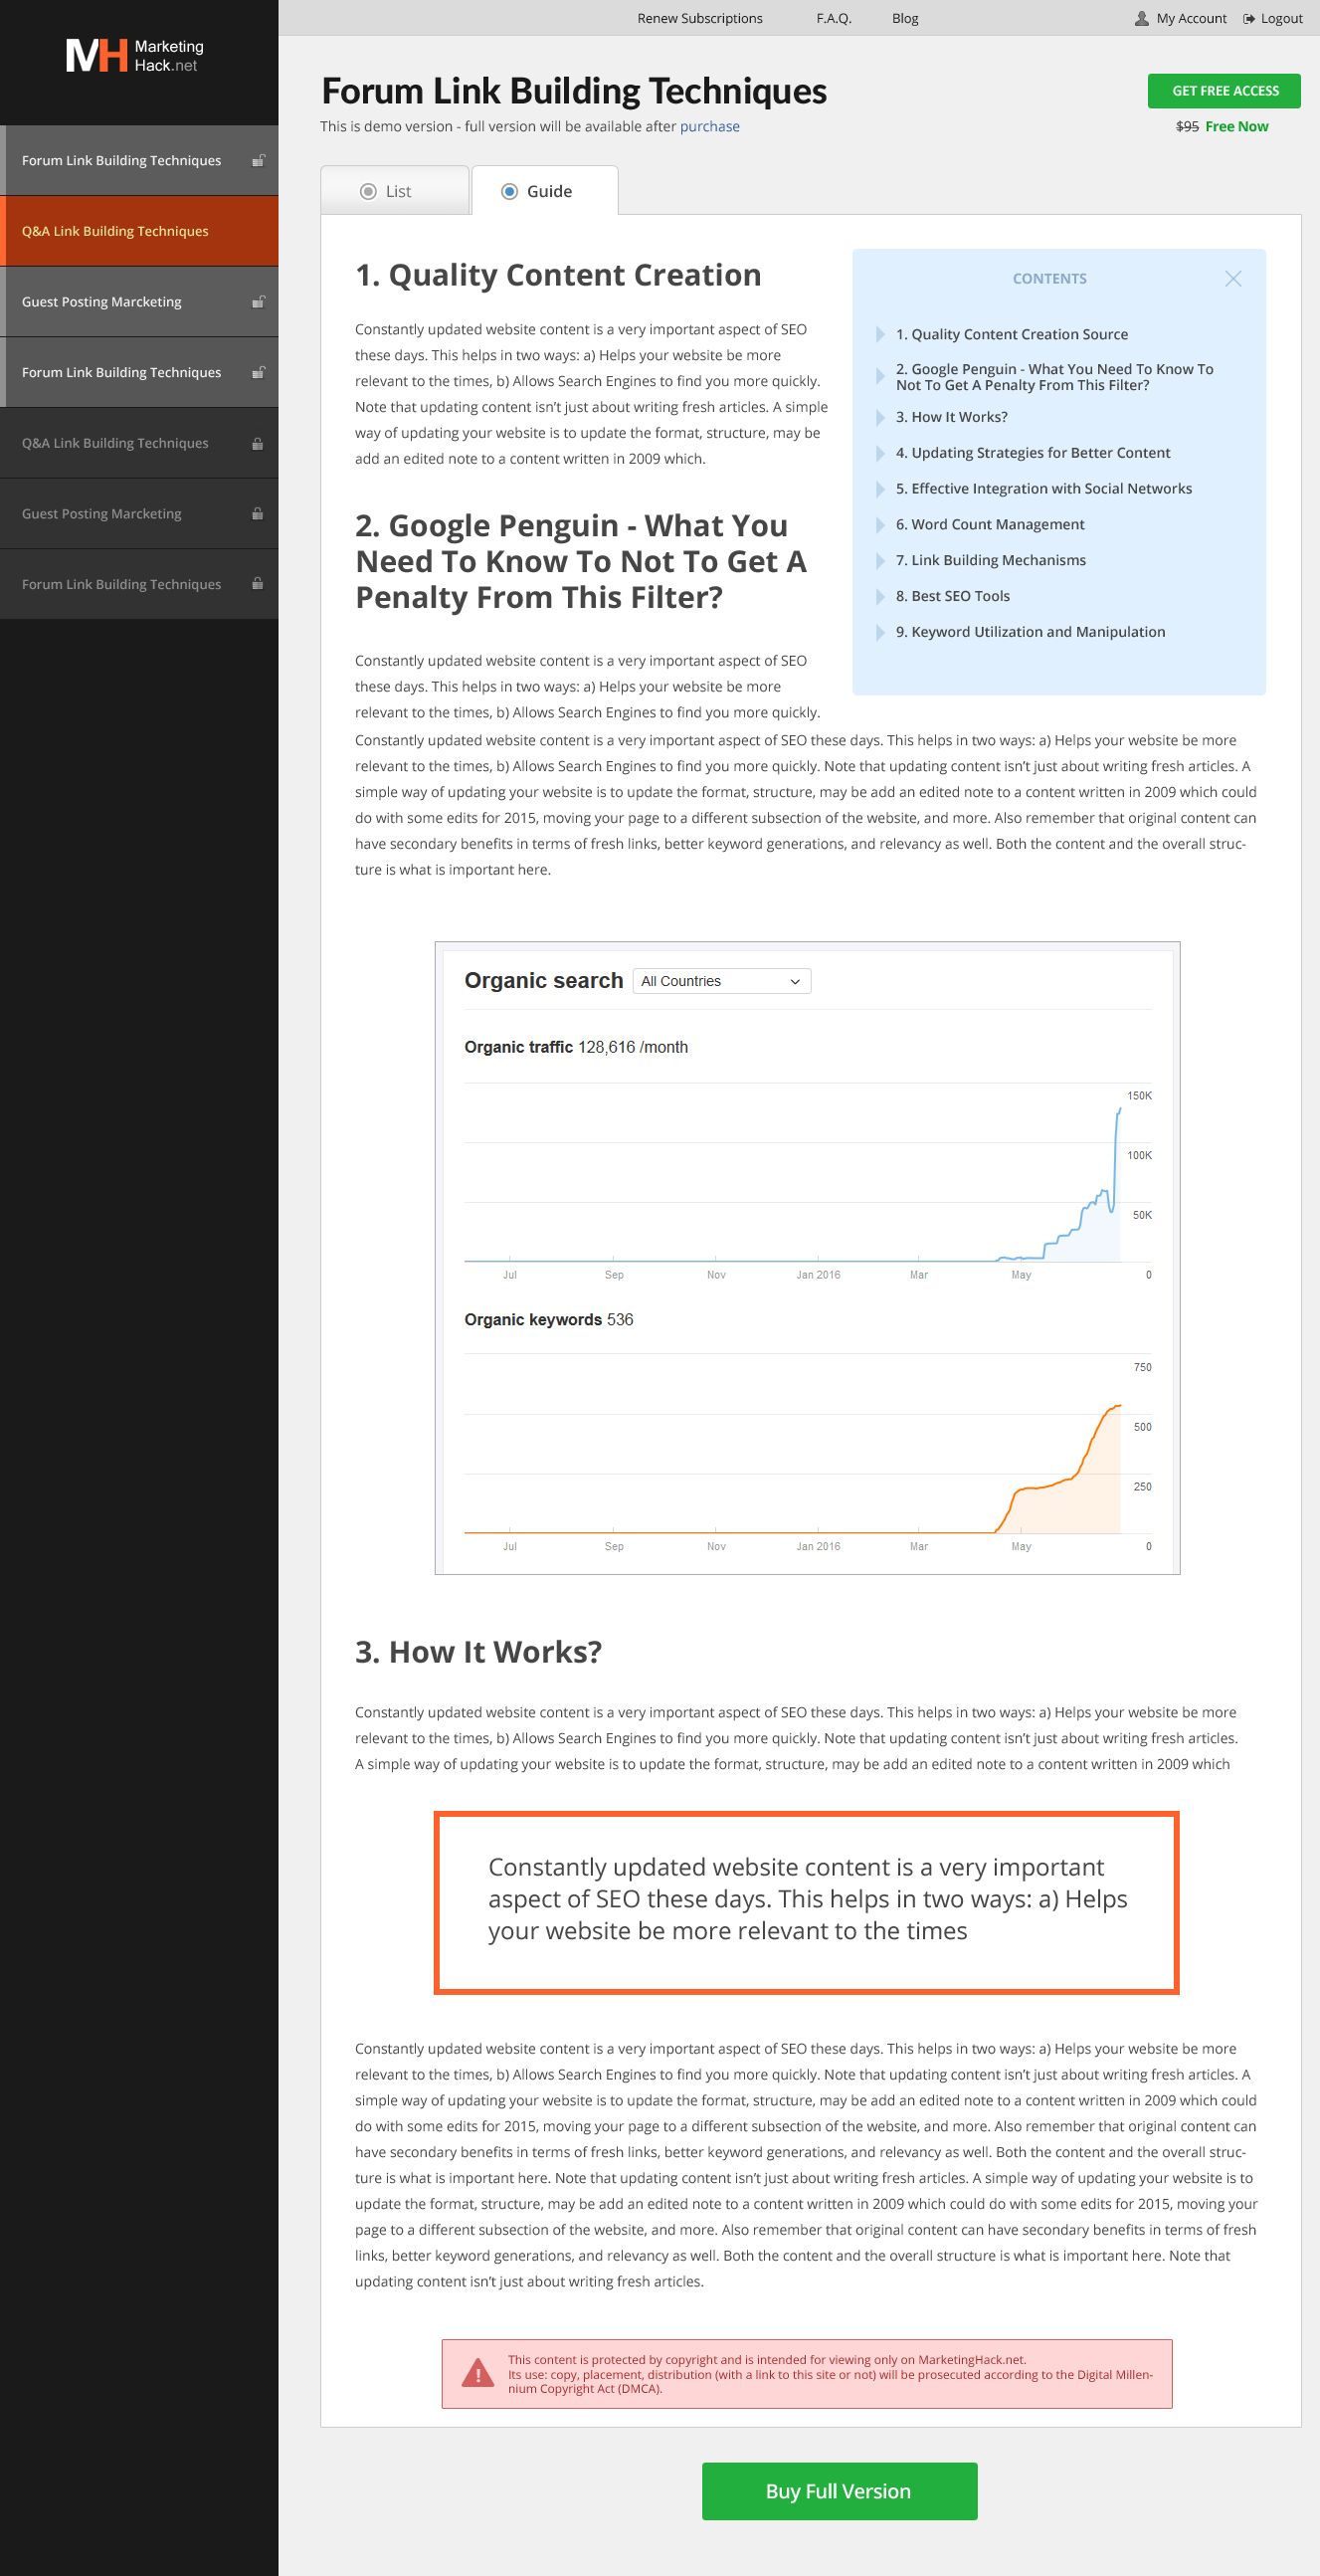 MH Marketing
Hack.net
Renew Subscriptions
F.A.Q.
Blog
My Account
Logout
Forum Link Building Techniques
Q&A Link Building Techniques
Guest Posting Marcketing
Forum Link Building Techniques
Q&A Link Building Techniques
Guest Posting Marcketing
Forum Link Building Techniques
Forum Link Building Techniques
This is demo version - full version will be available after purchase
GET FREE ACCESS
$95 Free Now
List
Guide
1. Quality Content Creation
Constantly updated website content is a very important aspect of SEO
these days. This helps in two ways: a) Helps your website be more
relevant to the times, b) Allows Search Engines to find you more quickly.
Note that updating content isn't just about writing fresh articles. A simple
way of updating your website is to update the format, structure, may be
add an edited note to a content written in 2009 which.
CONTENTS
1. Quality Content Creation Source
2. Google Penguin - What You Need To Know To
Not To Get A Penalty From This Filter?
3. How It Works?
4. Updating Strategies for Better Content
5. Effective Integration with Social Networks
6. Word Count Management
7. Link Building Mechanisms
8. Best SEO Tools
9. Keyword Utilization and Manipulation
2. Google Penguin - What You
Need To Know To Not To Get A
Penalty From This Filter?
Constantly updated website content is a very important aspect of SEO
these days. This helps in two ways: a) Helps your website be more
relevant to the times, b) Allows Search Engines to find you more quickly.
Constantly updated website content is a very important aspect of SEO these days. This helps in two ways: a) Helps your website be more
relevant to the times, b) Allows Search Engines to find you more quickly. Note that updating content isn't just about writing fresh articles. A
simple way of updating your website is to update the format, structure, may be add an edited note to a content written in 2009 which could
do with some edits for 2015, moving your page to a different subsection of the website, and more. Also remember that original content can
have secondary benefits in terms of fresh links, better keyword generations, and relevancy as well. Both the content and the overall struc-
ture is what is important here.
Organic search All Countries
Organic traffic 128,616 /month
150K
100K
50K
Jul Sep Nov Jan 2016 Mar May 0
Organic keywords 536
750
500
250
Jul Sep Nov Jan 2016 Mar May 0
3. How It Works?
Constantly updated website content is a very important aspect of SEO these days. This helps in two ways: a) Helps your website be more
relevant to the times, b) Allows Search Engines to find you more quickly. Note that updating content isn't just about writing fresh articles.
A simple way of updating your website is to update the format, structure, may be add an edited note to a content written in 2009 which
Constantly updated website content is a very important
aspect of SEO these days. This helps in two ways: a) Helps
your website be more relevant to the times
Constantly updated website content is a very important aspect of SEO these days. This helps in two ways: a) Helps your website be more
relevant to the times, b) Allows Search Engines to find you more quickly. Note that updating content isn't just about writing fresh articles. A
simple way of updating your website is to update the format, structure, may be add an edited note to a content written in 2009 which could
do with some edits for 2015, moving your page to a different subsection of the website, and more. Also remember that original content can
have secondary benefits in terms of fresh links, better keyword generations, and relevancy as well. Both the content and the overall struc-
ture is what is important here. Note that updating content isn't just about writing fresh articles. A simple way of updating your website is to
update the format, structure, may be add an edited note to a content written in 2009 which could do with some edits for 2015, moving your
page to a different subsection of the website, and more. Also remember that original content can have secondary benefits in terms of fresh
links, better keyword generations, and relevancy as well. Both the content and the overall structure is what is important here. Note that
updating content isn't just about writing fresh articles.
This content is protected by copyright and is intended for viewing only on MarketingHack.net.
Its use: copy, placement, distribution (with a link to this site or not) will be prosecuted according to the Digital Millen-
nium Copyright Act (DMCA).
Buy Full Version